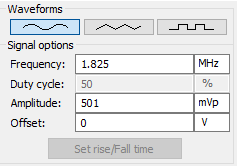 Waveforms
Signal options
Frequency: 1.825 MHz
Duty cycle: 50 %
Amplitude: 501 mVp
Offset: 0 V
Set rise/Fall time